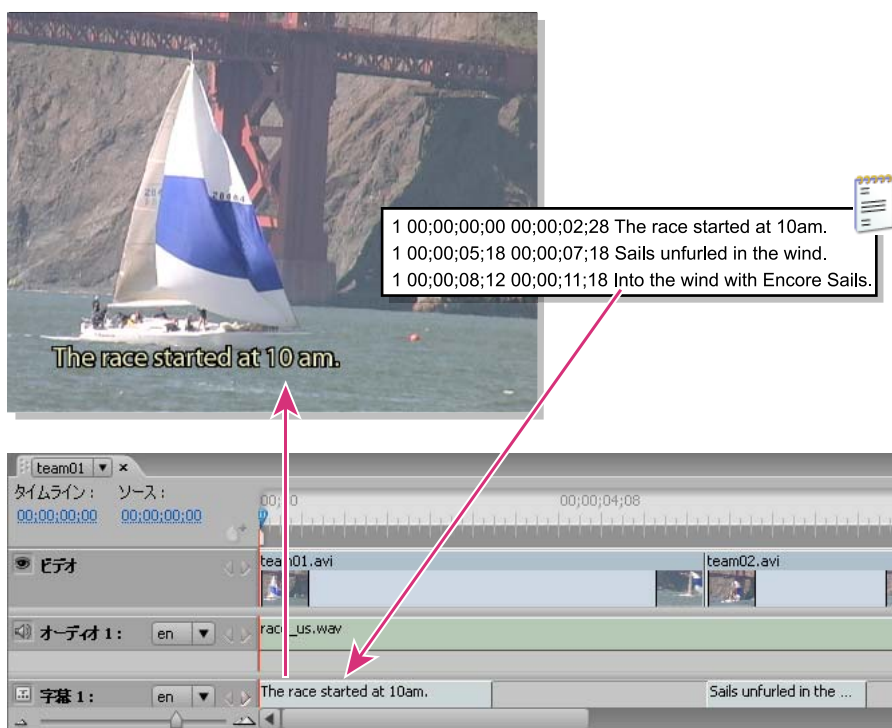 1 00;00;00;00 00;00;02;28 The race started at 10am.
1 00;00;05;18 00;00;07;18 Sails unfurled in the wind.
1 00;00;08;12 00;00;11;18 Into the wind with Encore Sails.
The race started at 10 am.
team01
タイムライン： ソース：
00;00;00;00 00;00;00;00
00;00;04;08
ビデオ
team01.avi
team02.avi
オーディオ 1： en
race_us.wav
字幕 1： en
The race started at 10am.
Sails unfurled in the ...